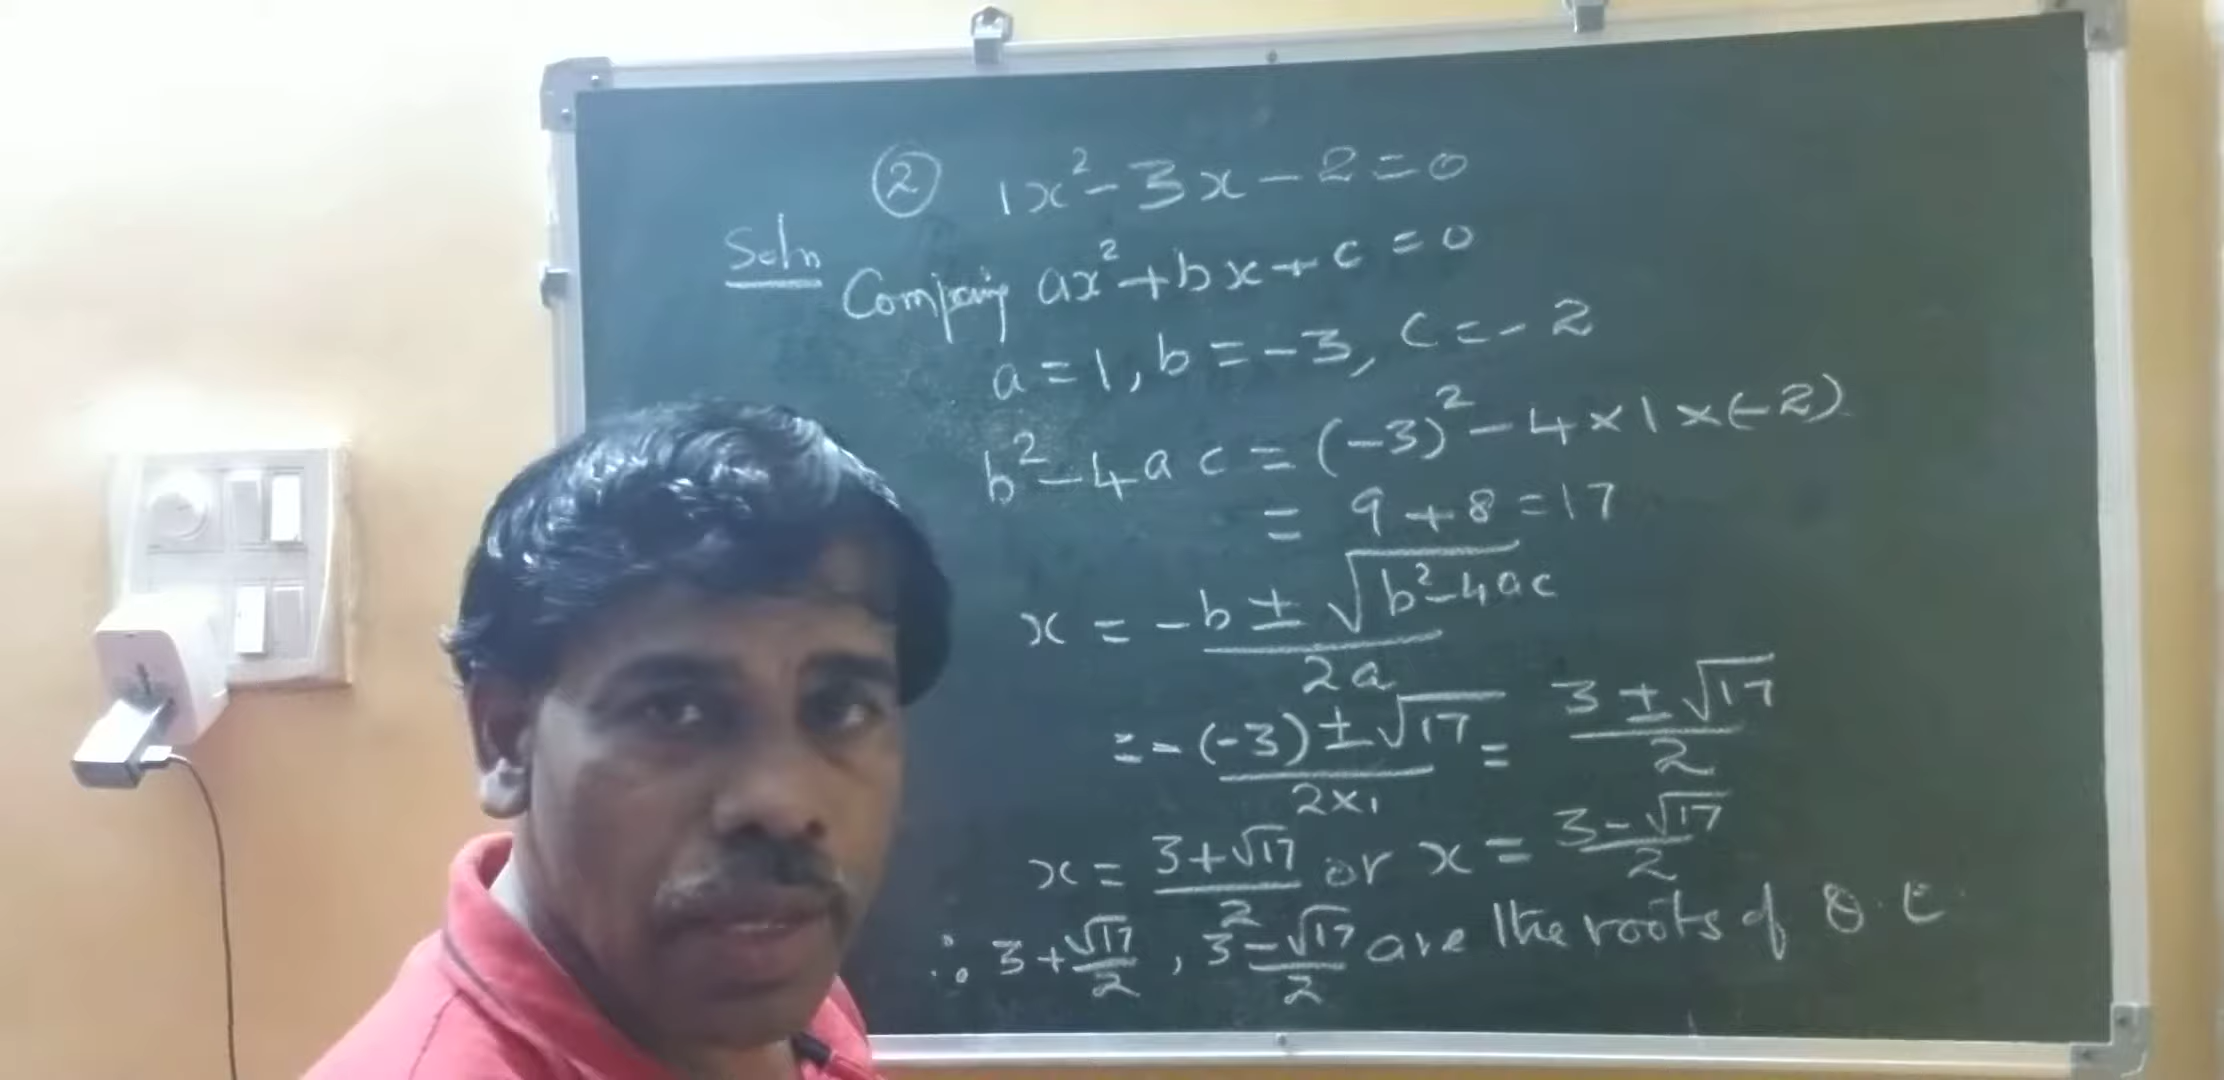 ② 1x² - 3x - 2 = 0
Soln
Comparing ax² + bx + c = 0
a = 1, b = -3, c = -2
b² - 4ac = (-3)² - 4 × 1 × (-2)
= 9 + 8 = 17
x = -b ± √b² - 4ac / 2a
= -(-3) ± √17 / 2×1 = 3 ± √17 / 2
x = 3 + √17 / 2 or x = 3 - √17 / 2
∴ 3 + √17 / 2 , 3 - √17 / 2 are the roots of Q.E.